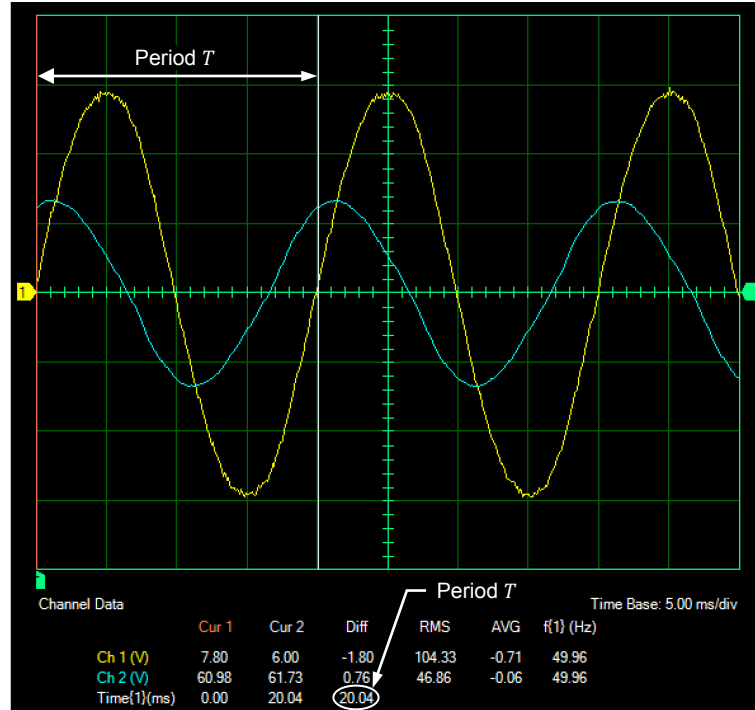 Period T
1
Period T
Channel Data
Time Base: 5.00 ms/div
Cur 1 Cur 2 Diff RMS AVG f{1} (Hz)
Ch 1 (V) 7.80 6.00 -1.80 104.33 -0.71 49.96
Ch 2 (V) 60.98 61.73 0.76 46.86 -0.06 49.96
Time{1}(ms) 0.00 20.04 20.04